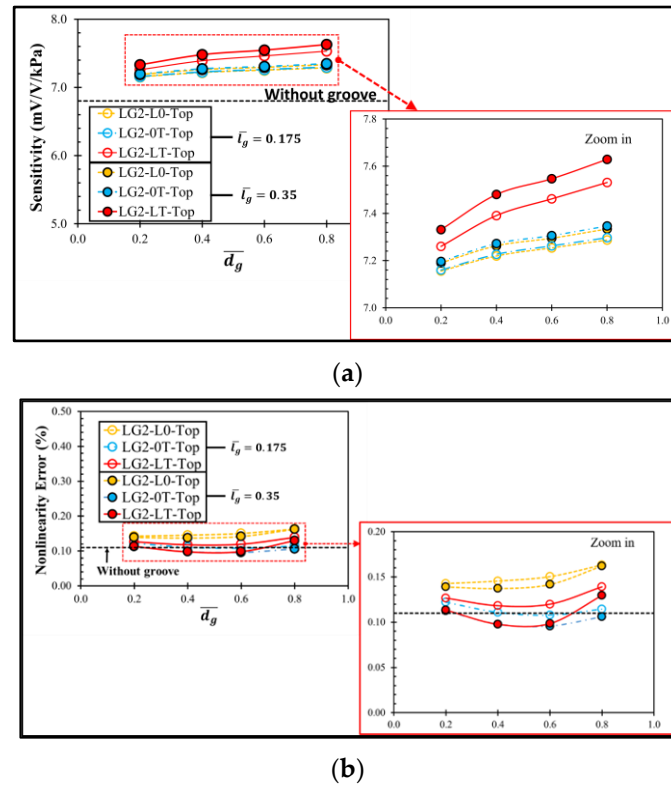 (a)
Sensitivity (mV/V/kPa)
8.0
7.0
6.0
5.0
0.0 0.2 0.4 0.6 0.8 1.0
d̅g
Without groove
LG2-L0-Top
LG2-0T-Top
LG2-LT-Top
l̅g = 0.175
LG2-L0-Top
LG2-0T-Top
LG2-LT-Top
l̅g = 0.35
Zoom in
7.8
7.6
7.4
7.2
7.0
0.0 0.2 0.4 0.6 0.8 1.0
(a)
Nonlinearity Error (%)
0.50
0.40
0.30
0.20
0.10
0.00
LG2-L0-Top
LG2-0T-Top
LG2-LT-Top
l̅g = 0.175
LG2-L0-Top
LG2-0T-Top
LG2-LT-Top
l̅g = 0.35
Without groove
0.0 0.2 0.4 0.6 0.8 1.0
d̅g
Zoom in
0.20
0.15
0.10
0.05
0.00
0.0 0.2 0.4 0.6 0.8 1.0
(b)